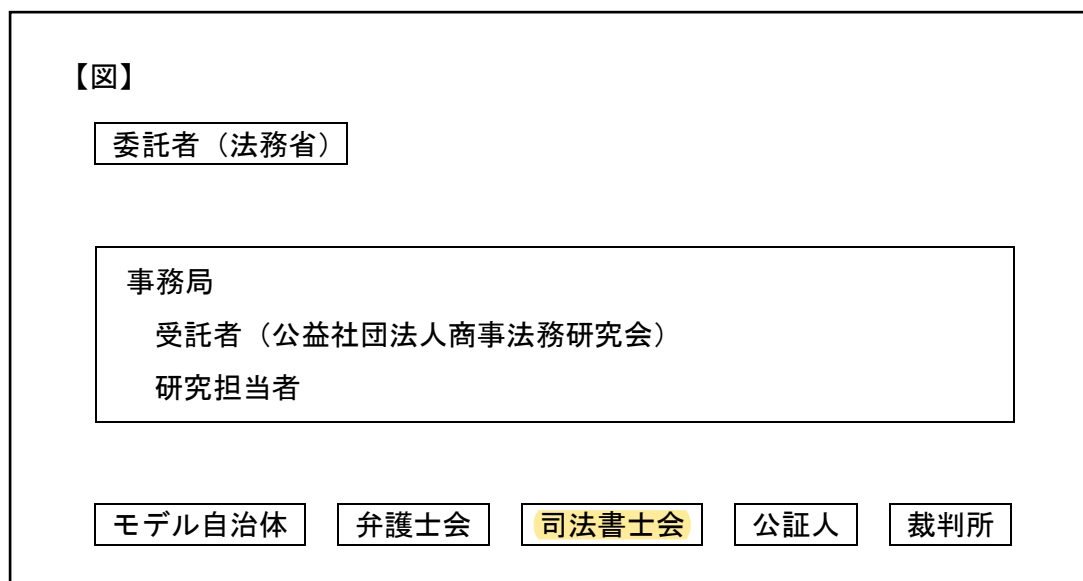 【図】
委託者（法務省）
事務局
受託者（公益社団法人商事法務研究会）
研究担当者
モデル自治体 弁護士会 司法書士会 公証人 裁判所